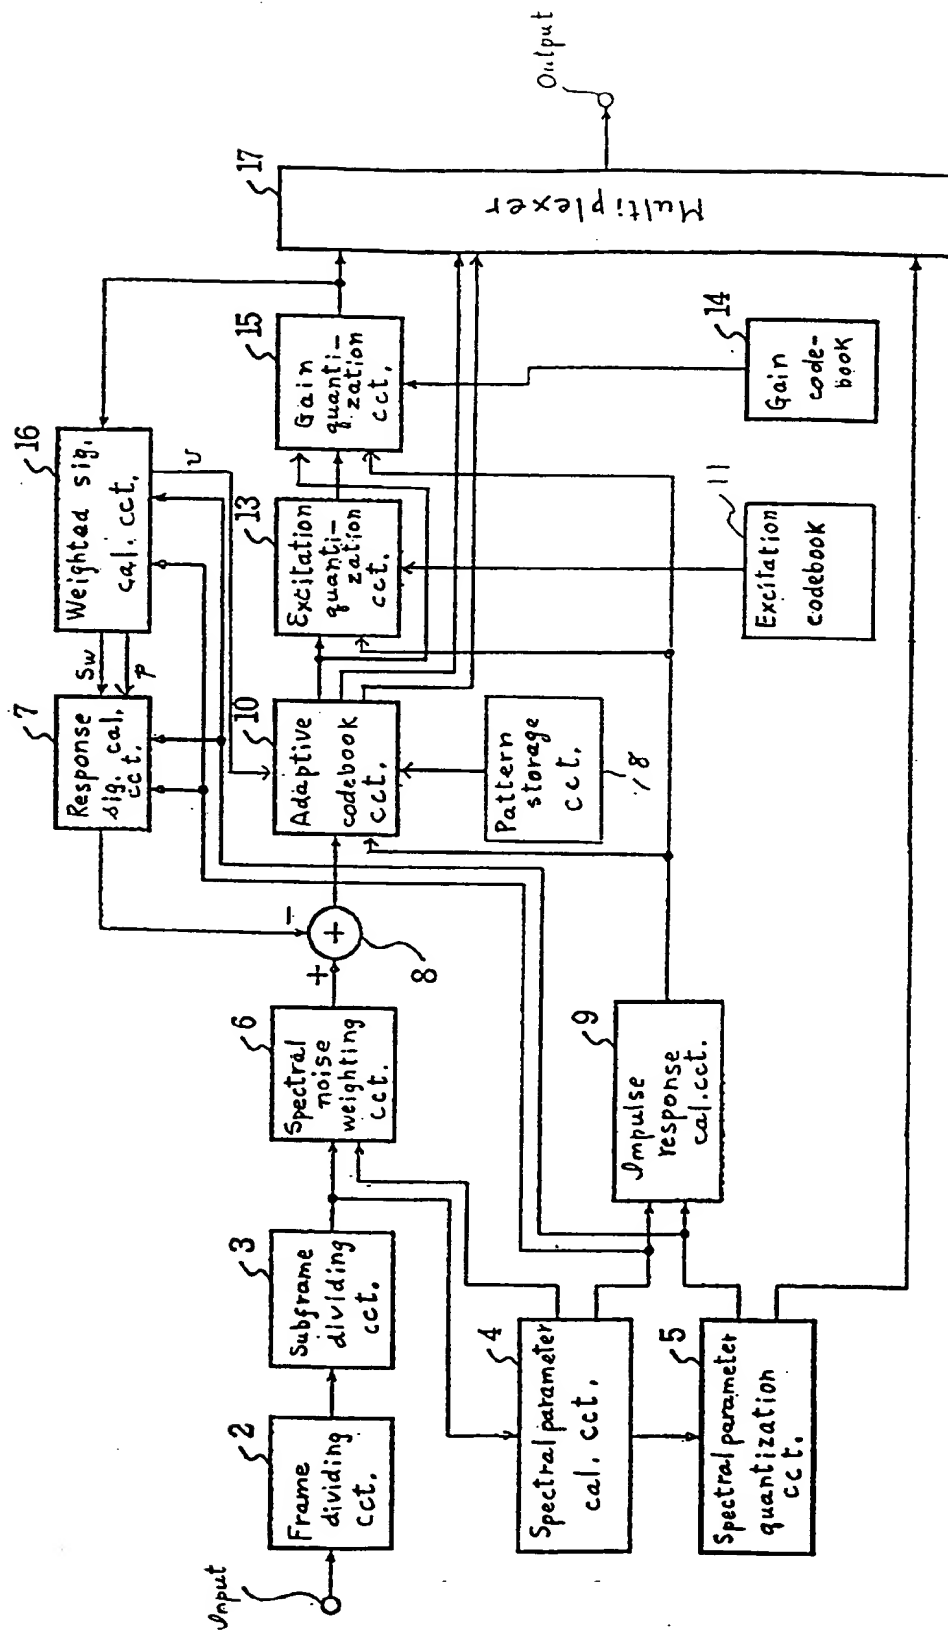 Input
2
Frame
dividing
cct.
3
Subframe
dividing
cct.
6
Spectral
noise
weighting
cct.
+
-
+
8
4
Spectral parameter
cal. cct.
5
Spectral parameter
quantization
cct.
9
Impulse
response
cal. cct.
7
Response
sig. cal.
cct.
Sw
P
16
Weighted sig.
cal. cct.
v
10
Adaptive
codebook
cct.
Pattern
storage
cct.
18
13
Excitation
quanti-
zation
cct.
11
Excitation
codebook
15
Gain
quanti-
zation
cct.
14
Gain
code-
book
17
Multiplexer
Output